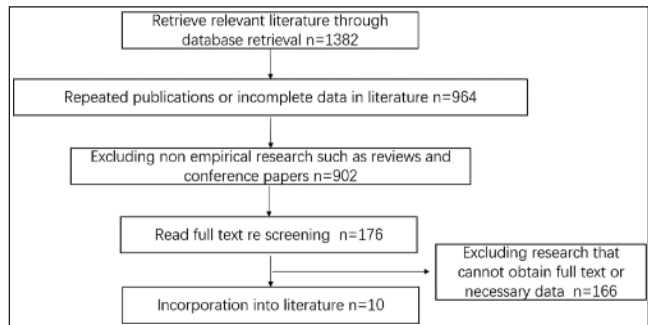 Retrieve relevant literature through
database retrieval n=1382
Repeated publications or incomplete data in literature n=964
Excluding non empirical research such as reviews and
conference papers n=902
Read full text re screening n=176
Excluding research that
cannot obtain full text or
necessary data n=166
Incorporation into literature n=10